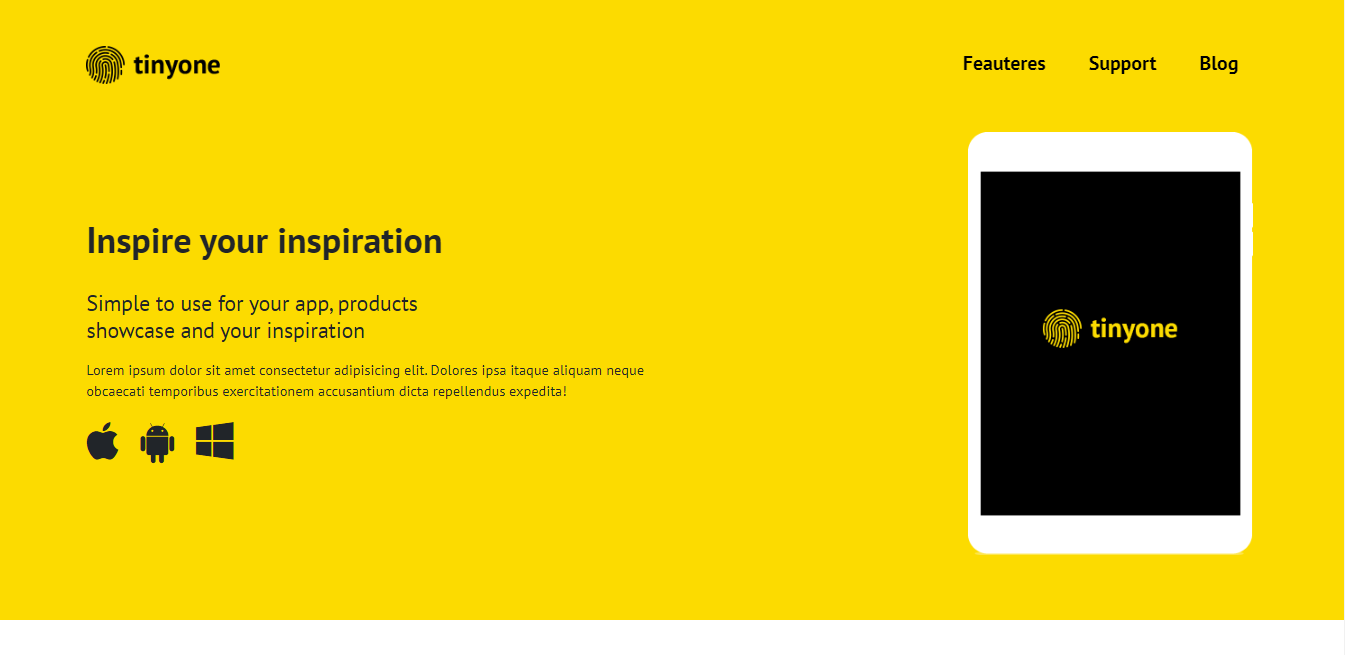 tinyone
Feauteres Support Blog
Inspire your inspiration
Simple to use for your app, products
showcase and your inspiration
Lorem ipsum dolor sit amet consectetur adipisicing elit. Dolores ipsa itaque aliquam neque
obcaecati temporibus exercitationem accusantium dicta repellendus expedita!
tinyone